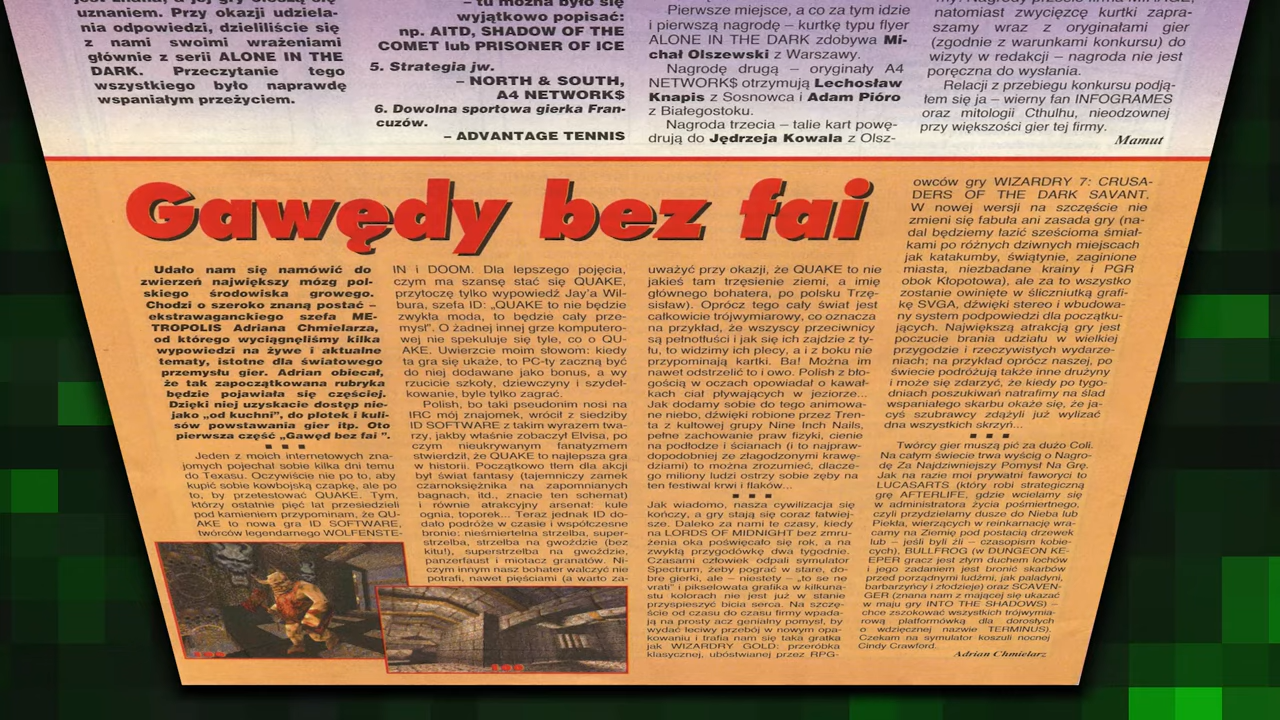 uznaniem. Przy okazji udziela-
nia odpowiedzi, dzieliliście się
z nami swoimi wrażeniami
głównie z serii ALONE IN THE
DARK. Przeczytanie tego
wszystkiego było naprawdę
wspaniałym przeżyciem.
– tu można było się
wyjątkowo popisać:
np. AITD, SHADOW OF THE
COMET lub PRISONER OF ICE
5. Strategia jw.
– NORTH & SOUTH,
A4 NETWORK$
6. Dowolna sportowa gierka Fran-
cuzów.
– ADVANTAGE TENNIS
Pierwsze miejsce, a co za tym idzie
i pierwszą nagrodę – kurtkę typu flyer
ALONE IN THE DARK zdobywa Mi-
chał Olszewski z Warszawy.
Nagrodę drugą – oryginały A4
NETWORK$ otrzymują Lechosław
Knapis z Sosnowca i Adam Pióro
z Białegostoku.
Nagroda trzecia – talie kart powę-
drują do Jędrzeja Kowala z Olsz-
natomiast zwycięzcę kurtki zapra-
szamy wraz z oryginałami gier
(zgodnie z warunkami konkursu) do
wizyty w redakcji – nagroda nie jest
poręczna do wysłania.
Relacji z przebiegu konkursu podją-
łem się ja – wierny fan INFOGRAMES
oraz mitologii Cthulhu, nieodzownej
przy większości gier tej firmy.
Mamut
Gawędy bez fai
Udało nam się namówić do
zwierzeń największy mózg pol-
skiego środowiska growego.
Chodzi o szeroko znaną postać –
ekstrawaganckiego szefa ME-
TROPOLIS Adriana Chmielarza,
od którego wyciągnęliśmy kilka
wypowiedzi na żywe i aktualne
tematy, istotne dla światowego
przemysłu gier. Adrian obiecał,
że tak zapoczątkowana rubryka
będzie pojawiała się częściej.
Dzięki niej uzyskacie dostęp nie-
jako „od kuchni”, do plotek i kuli-
sów powstawania gier itp. Oto
pierwsza część „Gawęd bez fai ”.
Jeden z moich internetowych zna-
jomych pojechał sobie kilka dni temu
do Texasu. Oczywiście nie po to, aby
kupić sobie kowbojską czapkę, ale po
to, by przetestować QUAKE. Tym,
którzy ostatnie pięć lat przesiedzieli
pod kamieniem przypominam, że QU-
AKE to nowa gra ID SOFTWARE,
twórców legendarnego WOLFENSTE-
IN i DOOM. Dla lepszego pojęcia,
czym ma szansę stać się QUAKE,
przytoczę tylko wypowiedź Jay'a Wil-
bura, szefa ID: „QUAKE to nie będzie
zwykła moda, to będzie cały prze-
mysł”. O żadnej innej grze komputero-
wej nie spekuluje się tyle, co o QU-
AKE. Uwierzcie moim słowom: kiedy
ta gra się ukaże, to PC-ty zaczną być
do niej dodawane jako bonus, a wy
rzucicie szkoły, dziewczyny i szydeł-
kowanie, byle tylko zagrać.
Polish, bo taki pseudonim nosi na
IRC mój znajomek, wrócił z siedziby
ID SOFTWARE z takim wyrazem twa-
rzy, jakby właśnie zobaczył Elvisa, po
czym nieukrywanym fanatyzmem
stwierdził, że QUAKE to najlepsza gra
w historii. Początkowo tłem dla akcji
był świat fantasy (tajemniczy zamek
czarnoksiężnika na zapomnianych
bagnach, itd., znacie ten schemat)
i równie atrakcyjny arsenał: kule
ognia, toporek... Teraz jednak ID do-
dało podróże w czasie i współczesne
bronie: nieśmiertelna strzelba, super-
strzelba, strzelba na gwoździe (bez
kitu!), superstrzelba na gwoździe,
panzerfaust i miotacz granatów. Ni-
czym innym nasz bohater walczyć nie
potrafi, nawet pięściami (a warto za-
uważyć przy okazji, że QUAKE to nie
jakieś tam trzęsienie ziemi, a imię
głównego bohatera, po polsku Trzę-
sisław). Oprócz tego cały świat jest
całkowicie trójwymiarowy, co oznacza
na przykład, że wszyscy przeciwnicy
są pełnotłuści i jak się ich zajdzie z ty-
łu, to widzimy ich plecy, a i z boku nie
przypominają kartki. Ba! Można im
nawet odstrzelić to i owo. Polish z bło-
gością w oczach opowiadał o kawał-
kach ciał pływających w jeziorze...
Jak dodamy sobie do tego animowa-
ne niebo, dźwięki robione przez Tren-
ta z kultowej grupy Nine Inch Nails,
pełne zachowanie praw fizyki, cienie
na podłodze i ścianach (i to najpraw-
dopodobniej ze złagodzonymi krawę-
dziami) to można zrozumieć, dlacze-
go miliony ludzi ostrzy sobie zęby na
ten festiwal krwi i flaków...
Jak wiadomo, nasza cywilizacja się
kończy, a gry stają się coraz łatwiej-
sze. Daleko za nami te czasy, kiedy
na LORDS OF MIDNIGHT bez zmru-
żenia oka poświęcało się rok, a na
zwykłą przygodówkę dwa tygodnie.
Czasami człowiek odpali symulator
Spectrum, żeby pograć w stare, do-
bre gierki, ale – niestety – „to se ne
vrati” i pikselowata grafika w kilkuna-
stu kolorach nie jest już w stanie
przyspieszyć bicia serca. Na szczę-
ście od czasu do czasu firmy wpada-
ją na prosty acz genialny pomysł, by
wydać leciwy przebój w nowym opa-
kowaniu i trafia nam się taka gratka
jak WIZARDRY GOLD: przeróbka
klasycznej, ubóstwianej przez RPG-
owców gry WIZARDRY 7: CRUSA-
DERS OF THE DARK SAVANT.
W nowej wersji na szczęście nie
zmieni się fabuła ani zasada gry (na-
dal będziemy łazić sześcioma śmiał-
kami po różnych dziwnych miejscach
jak katakumby, świątynie, zaginione
miasta, niezbadane krainy i PGR
obok Kłopotowa), ale za to wszystko
zostanie owinięte w śliczniutką grafi-
kę SVGA, dźwięki stereo i wbudowa-
ny system podpowiedzi dla początku-
jących. Największą atrakcją gry jest
poczucie brania udziału w wielkiej
przygodzie i rzeczywistych wydarze-
niach; na przykład oprócz naszej, po
świecie podróżują także inne drużyny
i może się zdarzyć, że kiedy po tygo-
dniach poszukiwań natrafimy na ślad
wspaniałego skarbu okaże się, że ja-
cyś szubrawcy zdążyli już wylizać
dna wszystkich skrzyń...
Twórcy gier muszą pić za dużo Coli.
Na całym świecie trwa wyścig o Nagro-
dę Za Najdziwniejszy Pomysł Na Grę.
Jak na razie moi prywatni faworyci to
LUCASARTS (który robi strategiczną
grę AFTERLIFE, gdzie wcielamy się
w administratora życia pośmiertnego,
czyli przydzielamy dusze do Nieba lub
Piekła, wierzących w reinkarnację wra-
camy na Ziemię pod postacią drzewek
lub – jeśli byli źli – czasopism kobie-
cych), BULLFROG (w DUNGEON KE-
EPER gracz jest złym duchem lochów
i jego zadaniem jest bronić skarbów
przed porządnymi ludźmi, jak paladyni,
barbarzyńcy i złodzieje) oraz SCAVEN-
GER (znana nam z mającej się ukazać
w maju gry INTO THE SHADOWS) –
chce zszokować wszystkich trójwymia-
rową platformówką dla dorosłych
o wdzięcznej nazwie TERMINUS).
Czekam na symulator koszuli nocnej
Cindy Crawford.
Adrian Chmielarz